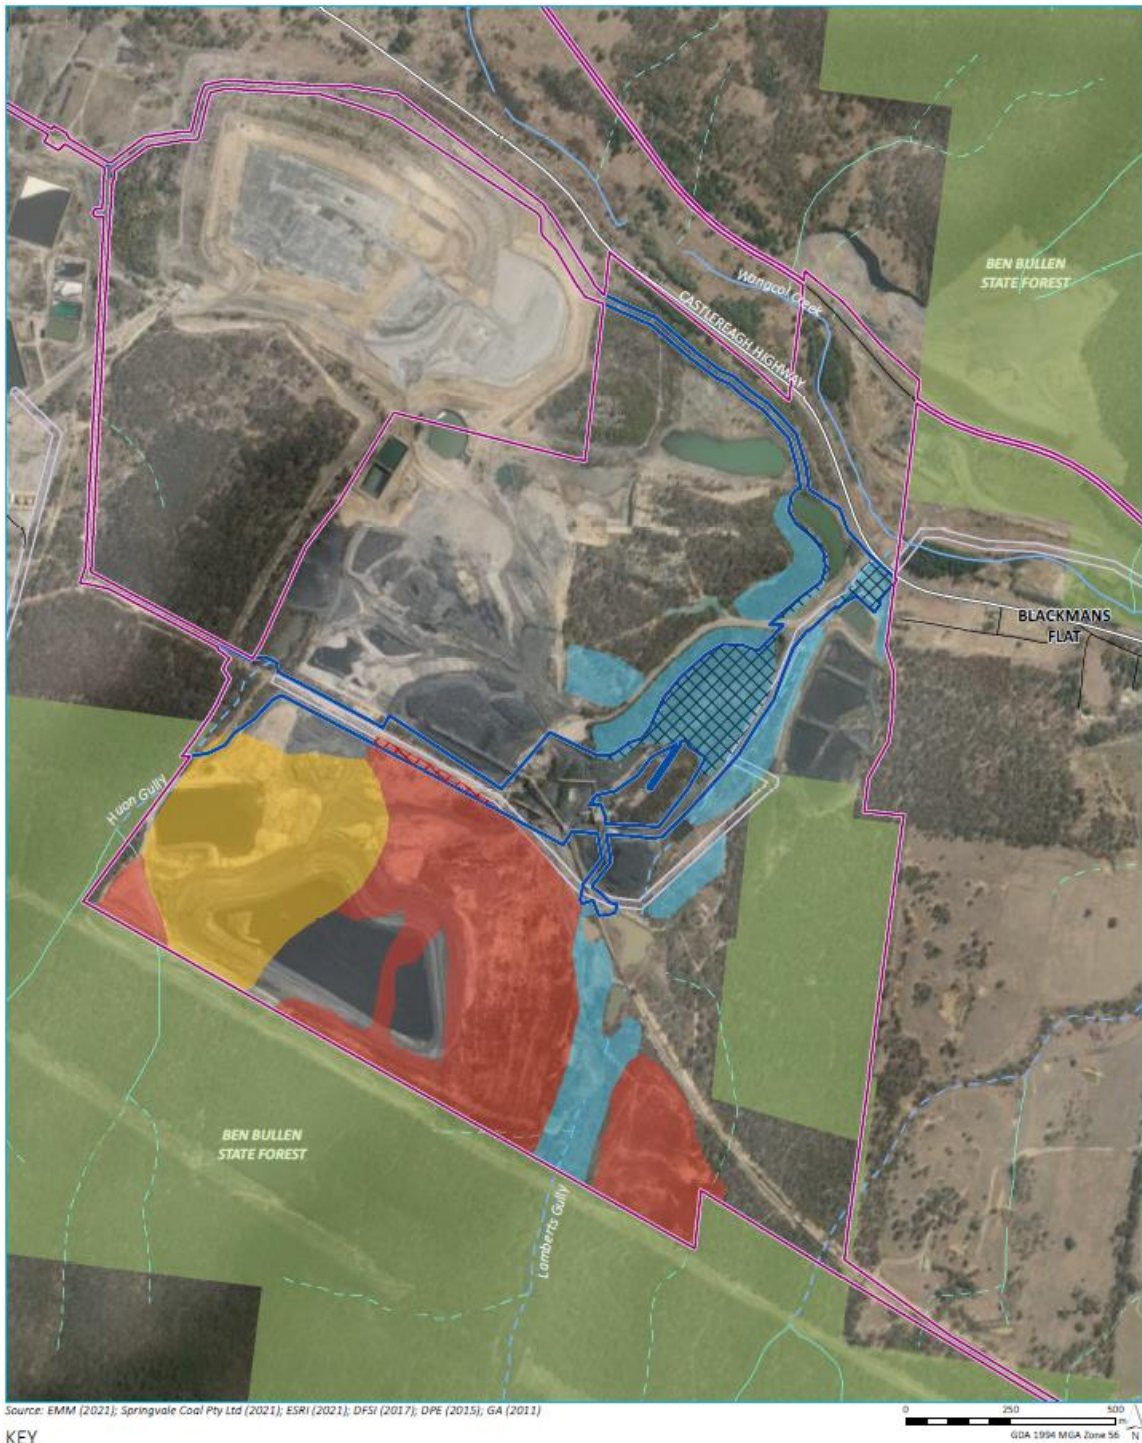 BEN BULLEN
STATE FOREST
Wangcol Creek
CASTLEREAGH HIGHWAY
BLACKMANS
FLAT
Huon Gully
BEN BULLEN
STATE FOREST
Lamberts Gully
Source: EMM (2021); Springvale Coal Pty Ltd (2021); ESRI (2021); DFSI (2017); DPE (2015); GA (2011)
0 250 500
m
GDA 1994 MGA Zone 56 N
KEY